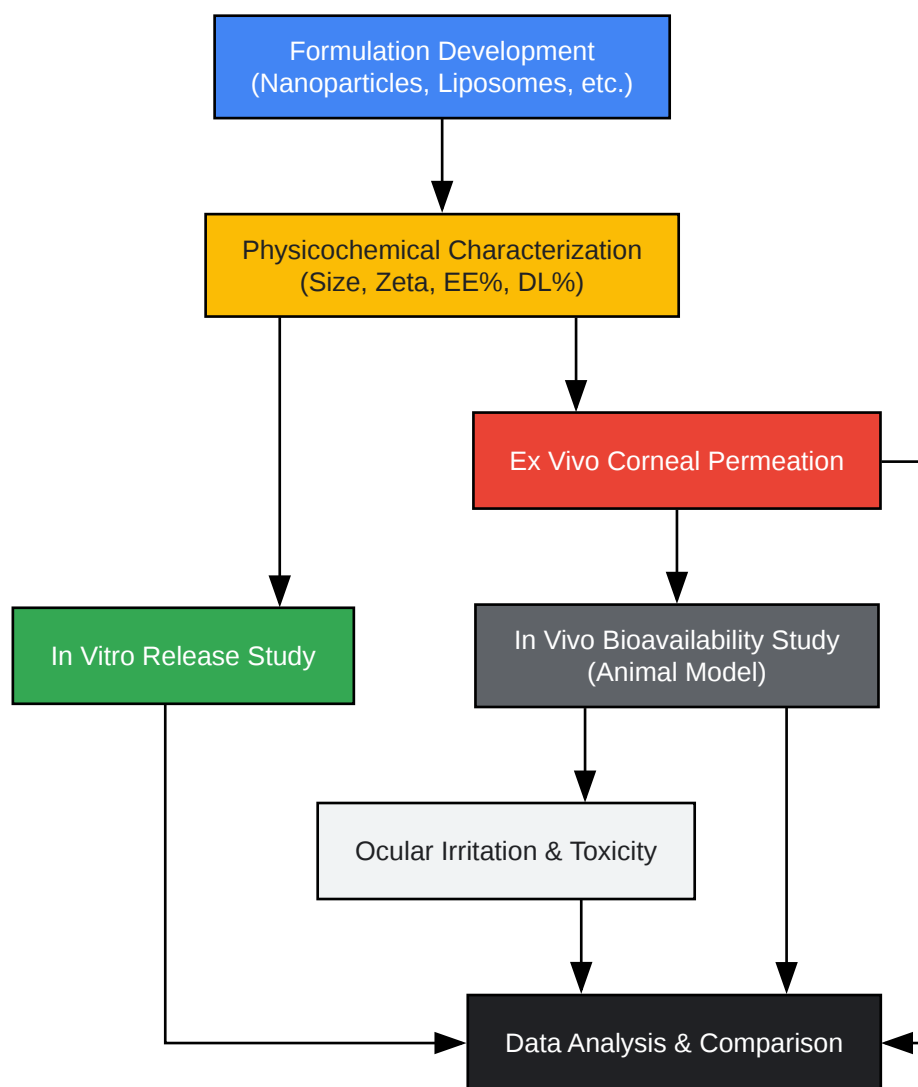 Formulation Development
(Nanoparticles, Liposomes, etc.)
Physicochemical Characterization
(Size, Zeta, EE%, DL%)
Ex Vivo Corneal Permeation
In Vitro Release Study
In Vivo Bioavailability Study
(Animal Model)
Ocular Irritation & Toxicity
Data Analysis & Comparison